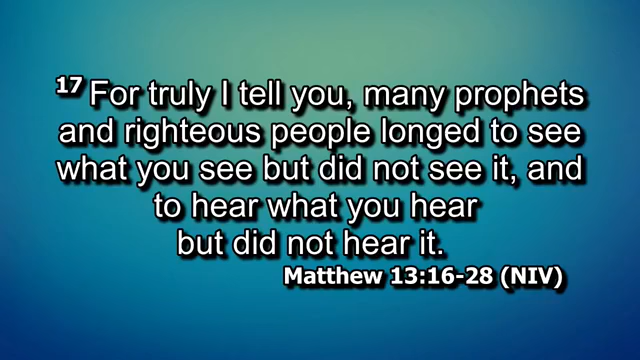 17 For truly I tell you, many prophets
and righteous people longed to see
what you see but did not see it, and
to hear what you hear
but did not hear it.
Matthew 13:16-28 (NIV)